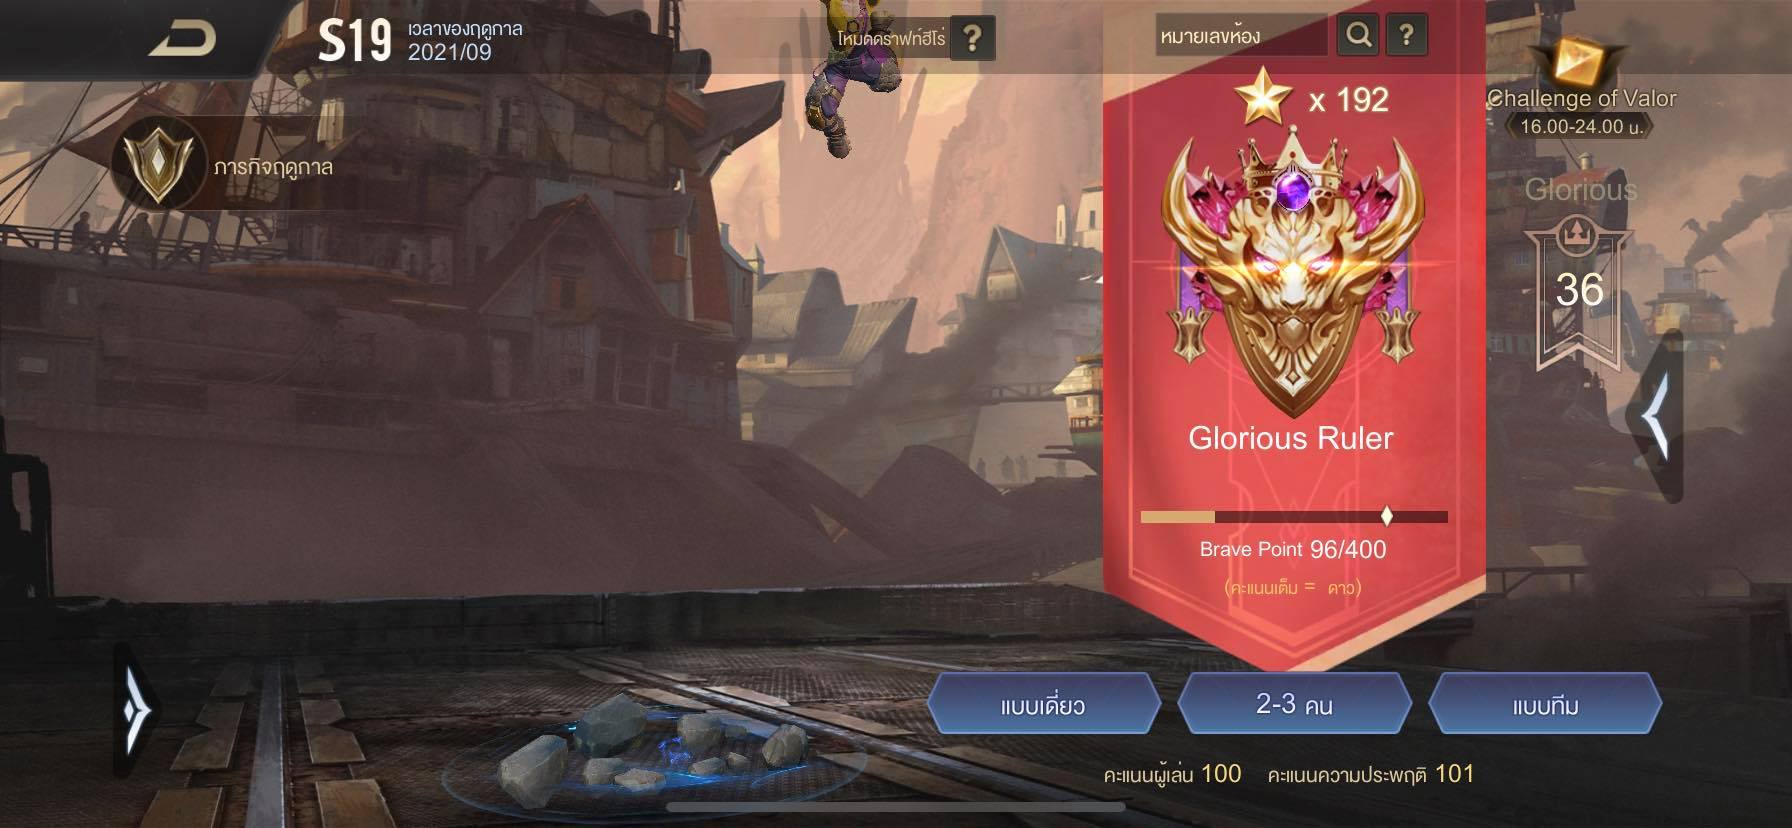 S19
เวลาของฤดูกาล
2021/09
โหมดดราฟท์ฮีโร่ ?
หมายเลขห้อง
?
x 192
Challenge of Valor
16.00-24.00 น.
ภารกิจฤดูกาล
Glorious
36
Glorious Ruler
Brave Point 96/400
(คะแนนเต็ม = ดาว)
แบบเดี่ยว
2-3 คน
แบบทีม
คะแนนผู้เล่น 100 คะแนนความประพฤติ 101